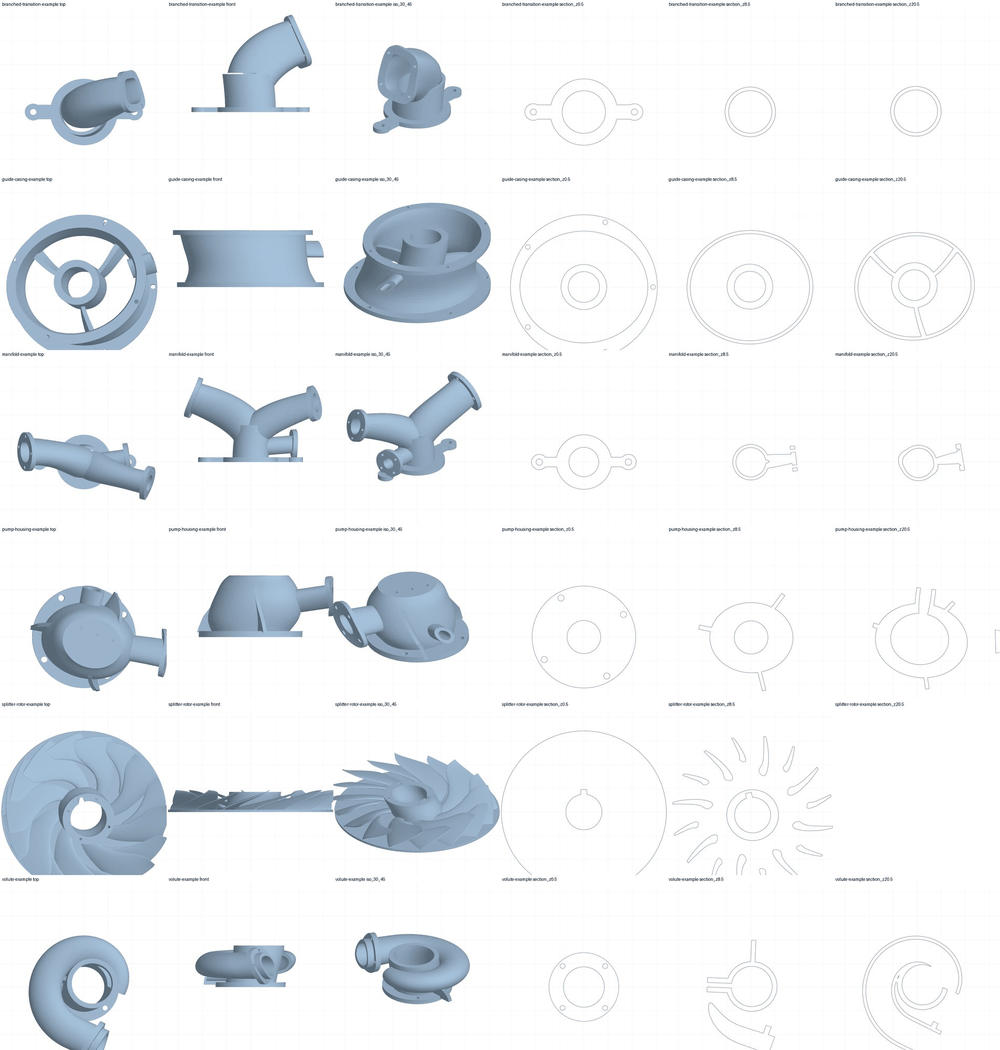 branched-transition-example top
branched-transition-example front
branched-transition-example iso_30_45
branched-transition-example section_z0.5
branched-transition-example section_z8.5
branched-transition-example section_z20.5
guide-casing-example top
guide-casing-example front
guide-casing-example iso_30_45
guide-casing-example section_z0.5
guide-casing-example section_z8.5
guide-casing-example section_z20.5
manifold-example top
manifold-example front
manifold-example iso_30_45
manifold-example section_z0.5
manifold-example section_z8.5
manifold-example section_z20.5
pump-housing-example top
pump-housing-example front
pump-housing-example iso_30_45
pump-housing-example section_z0.5
pump-housing-example section_z8.5
pump-housing-example section_z20.5
splitter-rotor-example top
splitter-rotor-example front
splitter-rotor-example iso_30_45
splitter-rotor-example section_z0.5
splitter-rotor-example section_z8.5
volute-example top
volute-example front
volute-example iso_30_45
volute-example section_z0.5
volute-example section_z8.5
volute-example section_z20.5